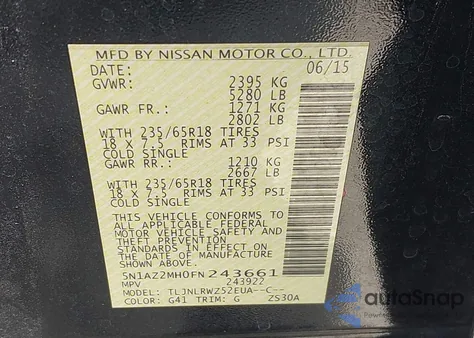 MFD BY NISSAN MOTOR CO., LTD.
DATE: 06/15
GVWR: 2395 KG
5280 LB
GAWR FR.: 1271 KG
2802 LB
WITH 235/65R18 TIRES
18 x 7.5 RIMS AT 33 PSI
COLD SINGLE
GAWR RR.: 1210 KG
2667 LB
WITH 235/65R18 TIRES
18 x 7.5 RIMS AT 33 PSI
COLD SINGLE
THIS VEHICLE CONFORMS TO
ALL APPLICABLE FEDERAL
MOTOR VEHICLE SAFETY AND
THEFT PREVENTION
STANDARDS IN EFFECT ON
THE DATE OF MANUFACTURE
SHOWN ABOVE.
5N1AZ2MH0FN243661
MPV 243922
MODEL: TLJNLRWZ52EUA--C--
COLOR: G41 TRIM: G ZS30A
autoSnap